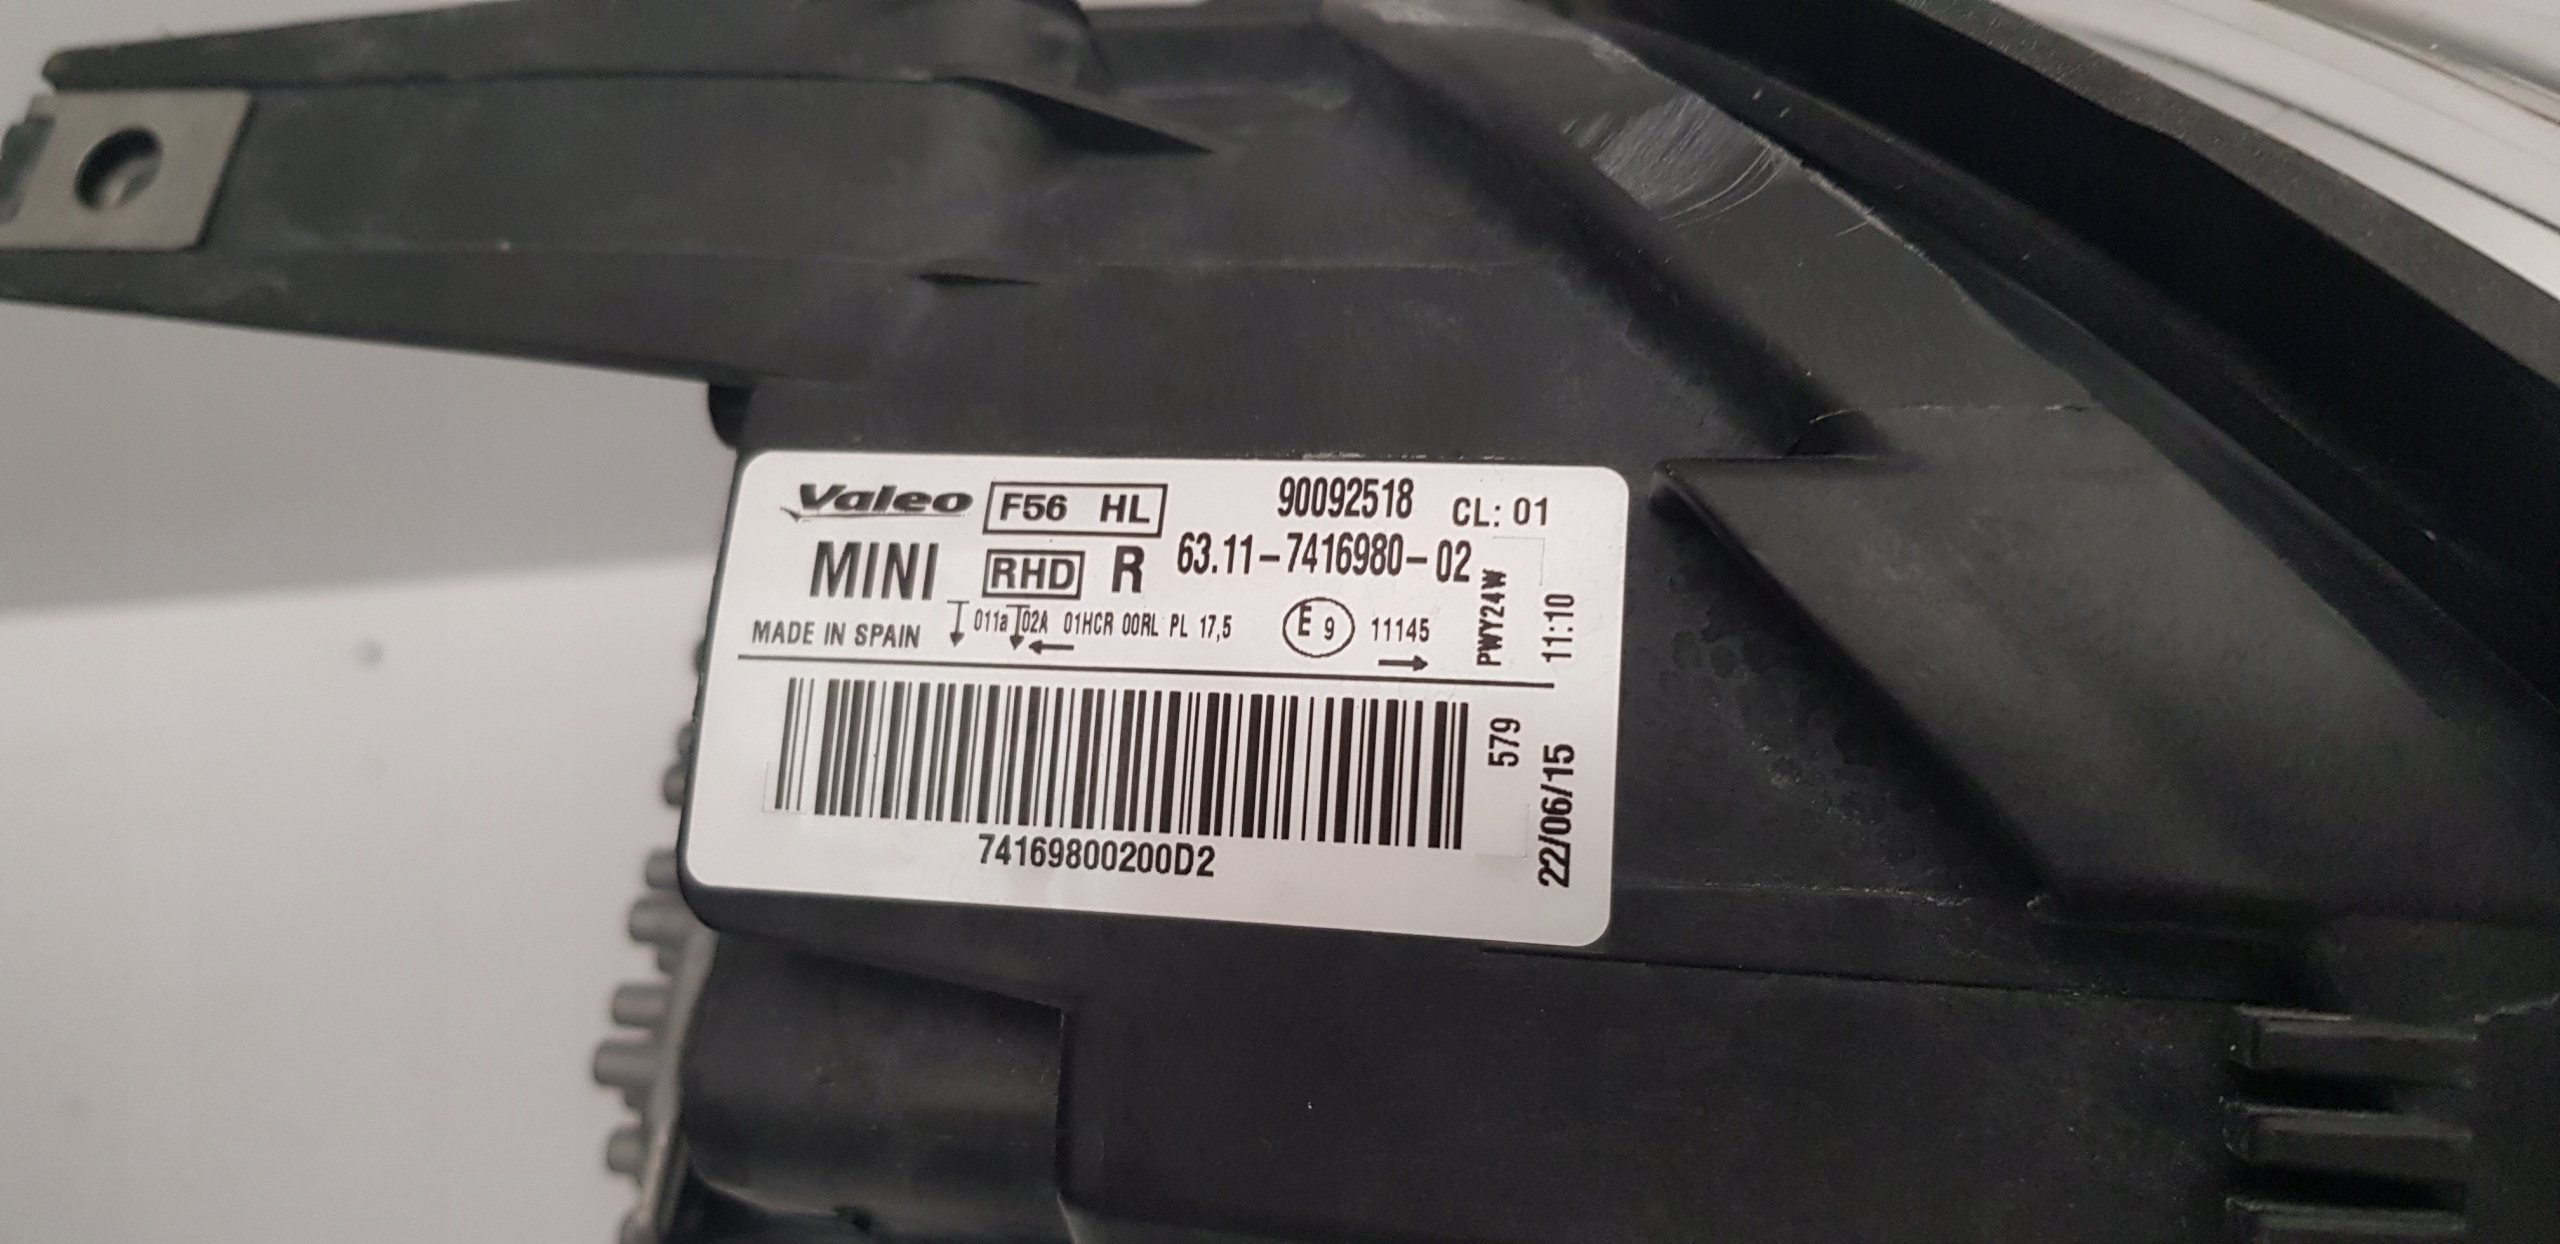 Valeo F56 HL 90092518 CL: 01
MINI RHD R 63.11-7416980-02
MADE IN SPAIN 011a 02A 01HCR 00RL PL 17,5 E9 11145
PWY24W
11:10
579
22/06/15
74169800200D2